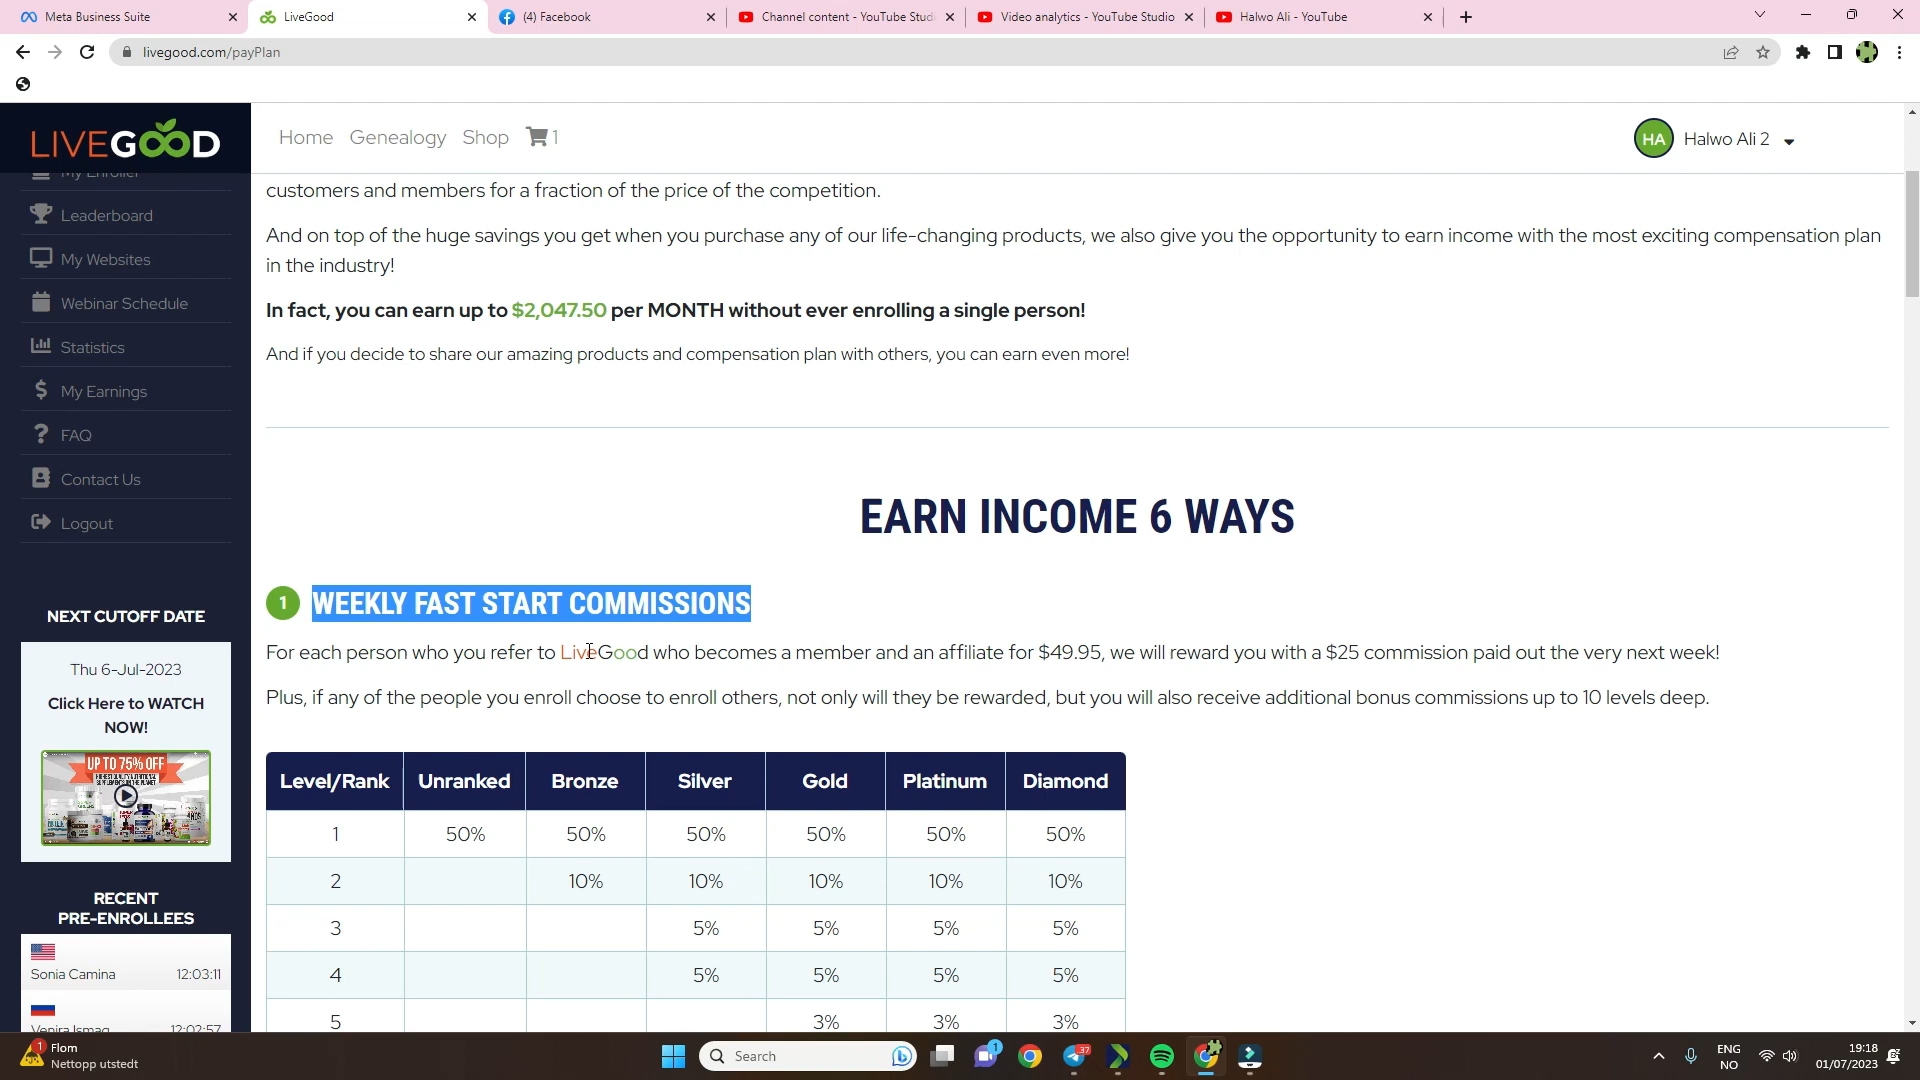 Meta Business Suite
LiveGood
(4) Facebook
Channel content - YouTube Stud
Video analytics - YouTube Studio
Halwo Ali - YouTube
livegood.com/payPlan
LIVEGOOD
Home Genealogy Shop 1
HA Halwo Ali 2
My Enroller
Leaderboard
My Websites
Webinar Schedule
Statistics
My Earnings
FAQ
Contact Us
Logout
NEXT CUTOFF DATE
Thu 6-Jul-2023
Click Here to WATCH
NOW!
UP TO 75% OFF
RECENT
PRE-ENROLLEES
Sonia Camina 12:03:11
Venira Ismag 12:02:57
customers and members for a fraction of the price of the competition.
And on top of the huge savings you get when you purchase any of our life-changing products, we also give you the opportunity to earn income with the most exciting compensation plan
in the industry!
In fact, you can earn up to $2,047.50 per MONTH without ever enrolling a single person!
And if you decide to share our amazing products and compensation plan with others, you can earn even more!
EARN INCOME 6 WAYS
1 WEEKLY FAST START COMMISSIONS
For each person who you refer to LiveGood who becomes a member and an affiliate for $49.95, we will reward you with a $25 commission paid out the very next week!
Plus, if any of the people you enroll choose to enroll others, not only will they be rewarded, but you will also receive additional bonus commissions up to 10 levels deep.
Level/Rank Unranked Bronze Silver Gold Platinum Diamond
1 50% 50% 50% 50% 50% 50%
2 10% 10% 10% 10% 10%
3 5% 5% 5% 5%
4 5% 5% 5% 5%
5 3% 3% 3%
1 Flom
Nettopp utstedt
Search
1
37
ENG
NO
19:18
01/07/2023